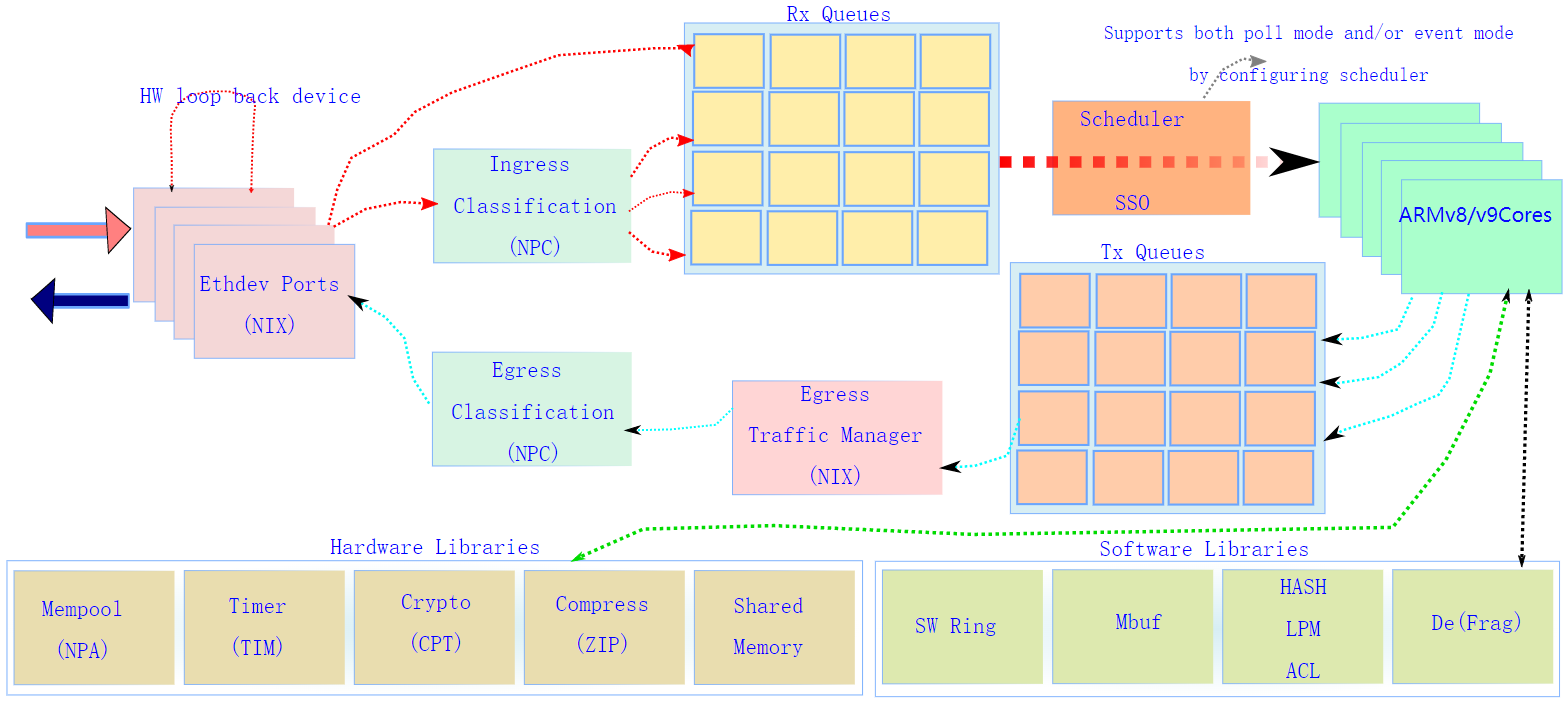 Rx Queues
Supports both poll mode and/or event mode
by configuring scheduler
HW loop back device
Scheduler
SSO
Ingress
Classification
(NPC)
ARMv8/v9Cores
Tx Queues
Ethdev Ports
(NIX)
Egress
Classification
(NPC)
Egress
Traffic Manager
(NIX)
Hardware Libraries
Mempool
(NPA)
Timer
(TIM)
Crypto
(CPT)
Compress
(ZIP)
Shared
Memory
Software Libraries
SW Ring
Mbuf
HASH
LPM
ACL
De(Frag)